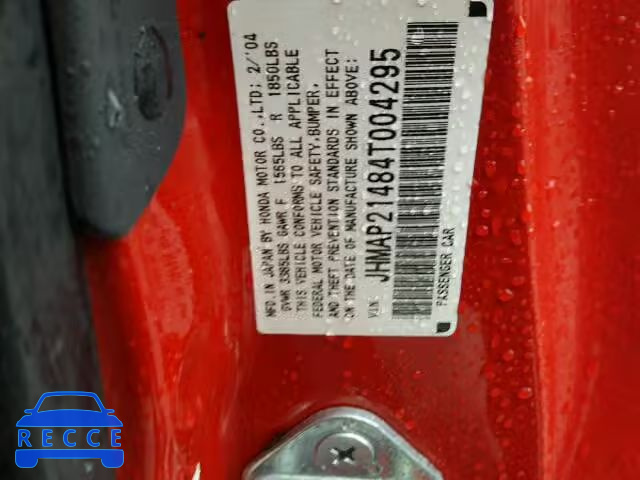 MFD.IN JAPAN BY HONDA MOTOR CO.,LTD; 2/'04
GVWR 3385LBS GAWR F 1565LBS R 1850LBS
THIS VEHICLE CONFORMS TO ALL APPLICABLE
FEDERAL MOTOR VEHICLE SAFETY,BUMPER,
AND THEFT PREVENTION STANDARDS IN EFFECT
ON THE DATE OF MANUFACTURE SHOWN ABOVE:
VIN: JHMAP21484T004295
PASSENGER CAR
RECCE